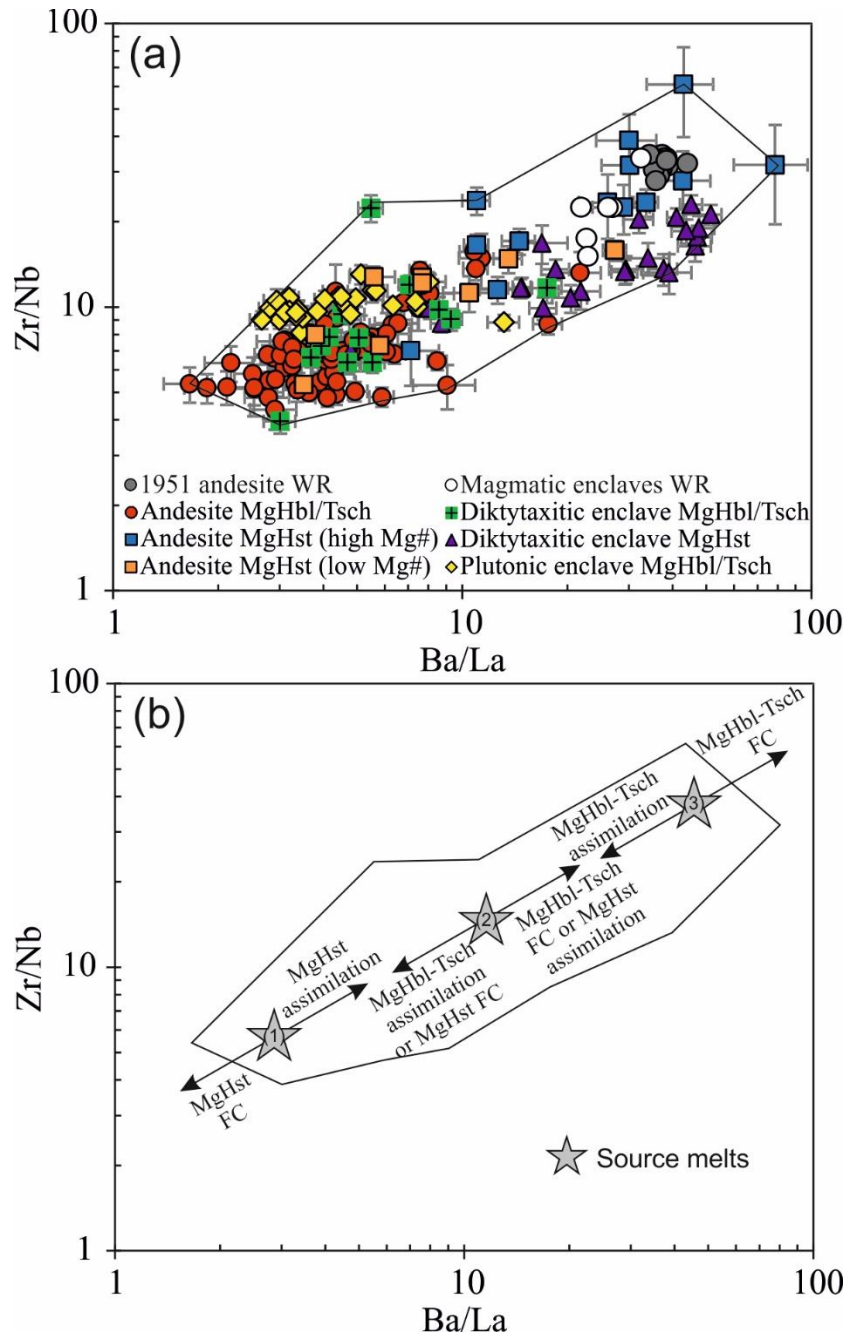 (a)
100
10
1
Zr/Nb
1951 andesite WR
Magmatic enclaves WR
Andesite MgHbl/Tsch
Diktytaxitic enclave MgHbl/Tsch
Andesite MgHst (high Mg#)
Diktytaxitic enclave MgHst
Andesite MgHst (low Mg#)
Plutonic enclave MgHbl/Tsch
1
10
100
Ba/La
(b)
100
10
1
Zr/Nb
MgHbl-Tsch
FC
3
MgHbl-Tsch
assimilation
2
MgHbl-Tsch
FC or MgHst
assimilation
MgHst
assimilation
MgHbl-Tsch
assimilation
or MgHst FC
1
MgHst
FC
Source melts
1
10
100
Ba/La